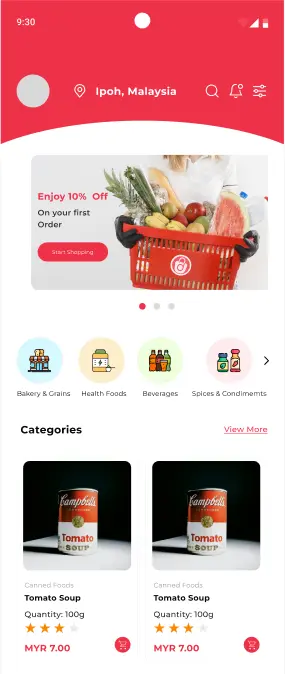 9:30
Ipoh, Malaysia
Enjoy 10% Off
On your first
Order
Start Shopping
Bakery & Grains Health Foods Beverages Spices & Condimemts
Categories View More
Campbell's Campbell's
Tomato Tomato
SOUP SOUP
Canned Foods Canned Foods
Tomato Soup Tomato Soup
Quantity: 100g Quantity: 100g
MYR 7.00 MYR 7.00